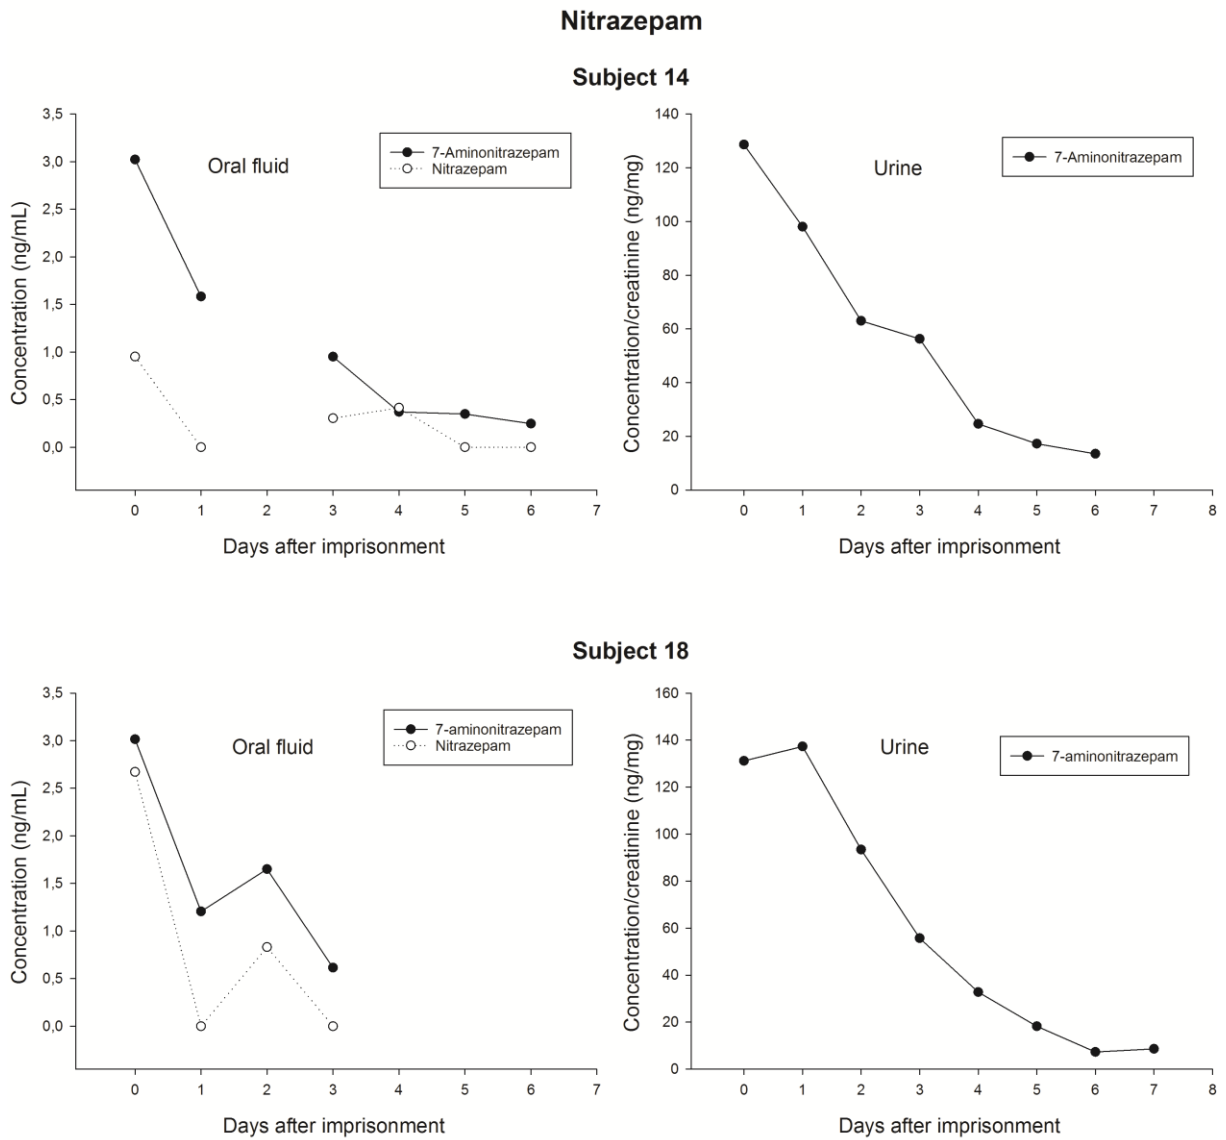 Nitrazepam
Subject 14
Concentration (ng/mL)
3,5
3,0
2,5
2,0
1,5
1,0
0,5
0,0
Oral fluid
7-Aminonitrazepam
Nitrazepam
0 1 2 3 4 5 6 7
Days after imprisonment
Concentration/creatinine (ng/mg)
140
120
100
80
60
40
20
0
Urine
7-Aminonitrazepam
0 1 2 3 4 5 6 7 8
Days after imprisonment
Subject 18
Concentration (ng/mL)
3,5
3,0
2,5
2,0
1,5
1,0
0,5
0,0
Oral fluid
7-aminonitrazepam
Nitrazepam
0 1 2 3 4 5 6 7
Days after imprisonment
Concentration/creatinine (ng/mg)
160
140
120
100
80
60
40
20
0
Urine
7-aminonitrazepam
0 1 2 3 4 5 6 7 8
Days after imprisonment